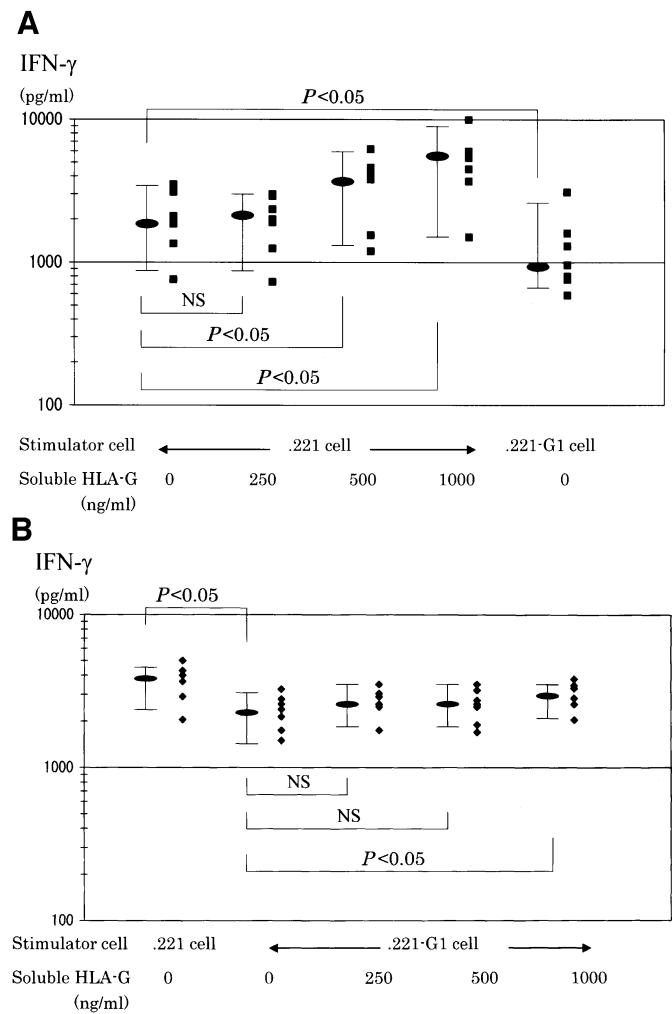 A
IFN-γ
(pg/ml)
P<0.05
10000
1000
NS
P<0.05
P<0.05
100
Stimulator cell .221 cell .221-G1 cell
Soluble HLA-G 0 250 500 1000 0
(ng/ml)
B
IFN-γ
(pg/ml)
P<0.05
10000
1000
NS
NS
P<0.05
100
Stimulator cell .221 cell .221-G1 cell
Soluble HLA-G 0 0 250 500 1000
(ng/ml)